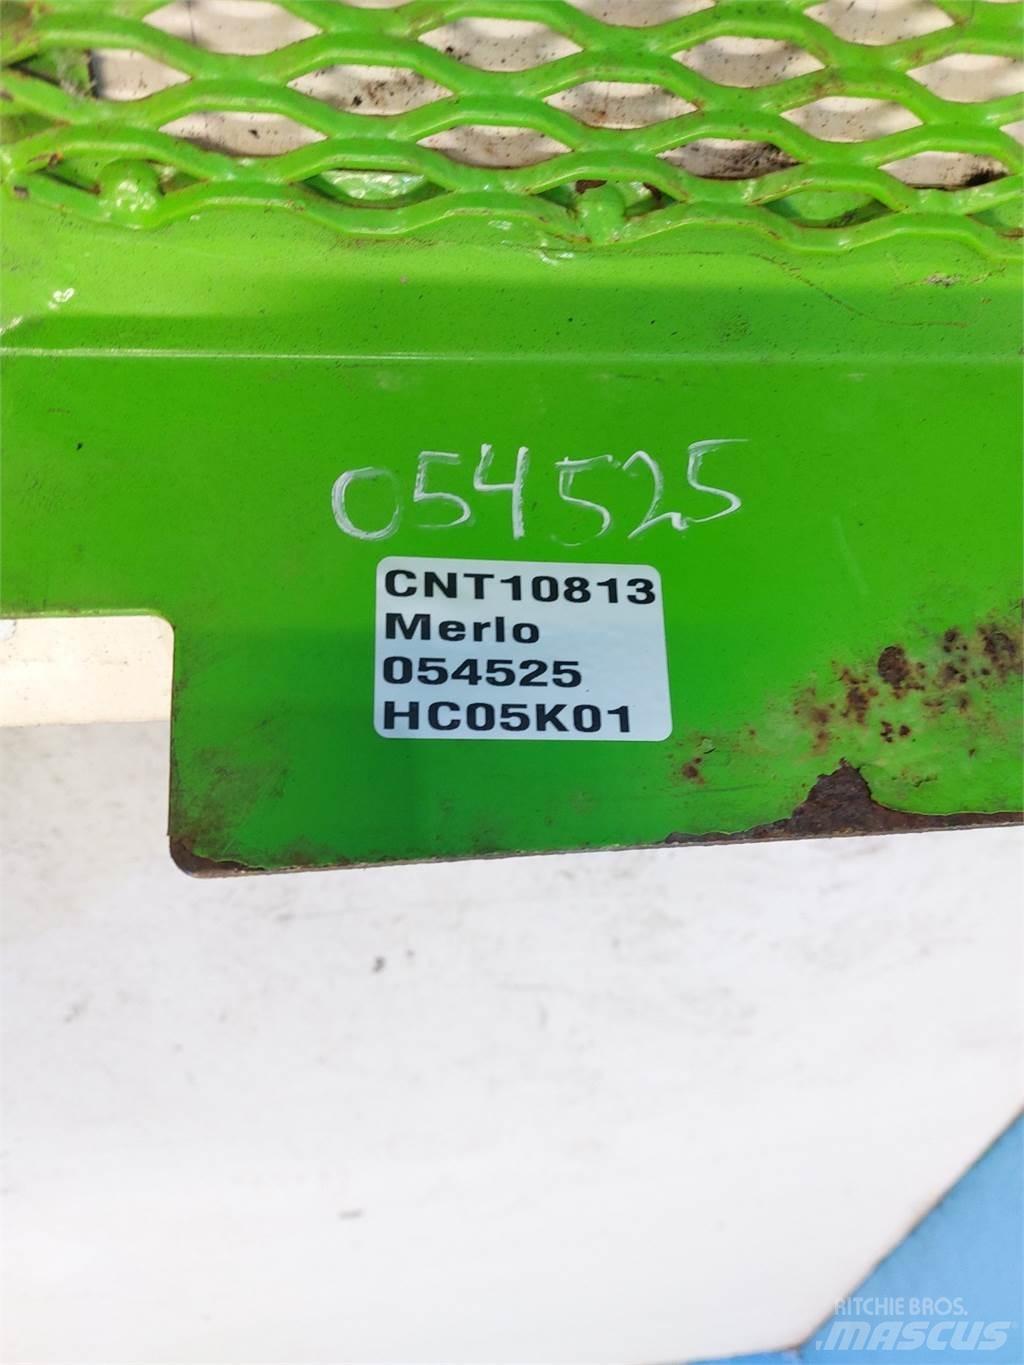 054525
CNT10813
Merlo
054525
HC05K01
RITCHIE BROS.
MASCUS